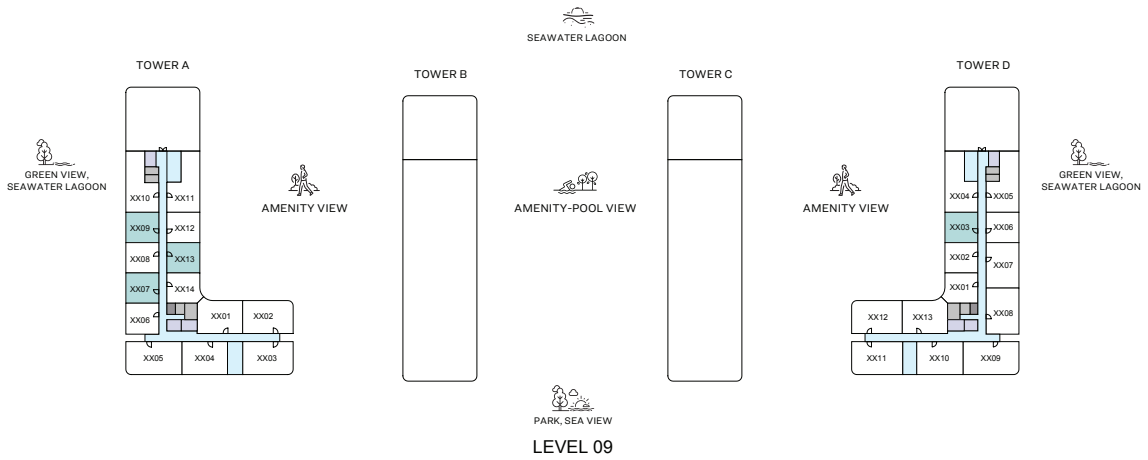 SEAWATER LAGOON
TOWER A
TOWER B
TOWER C
TOWER D
GREEN VIEW,
SEAWATER LAGOON
AMENITY VIEW
AMENITY-POOL VIEW
AMENITY VIEW
GREEN VIEW,
SEAWATER LAGOON
XX10 XX11
XX09 XX12
XX08 XX13
XX07 XX14
XX06 XX01 XX02
XX05 XX04 XX03
XX04 XX05
XX03 XX06
XX02 XX07
XX01
XX12 XX13 XX08
XX11 XX10 XX09
PARK, SEA VIEW
LEVEL 09